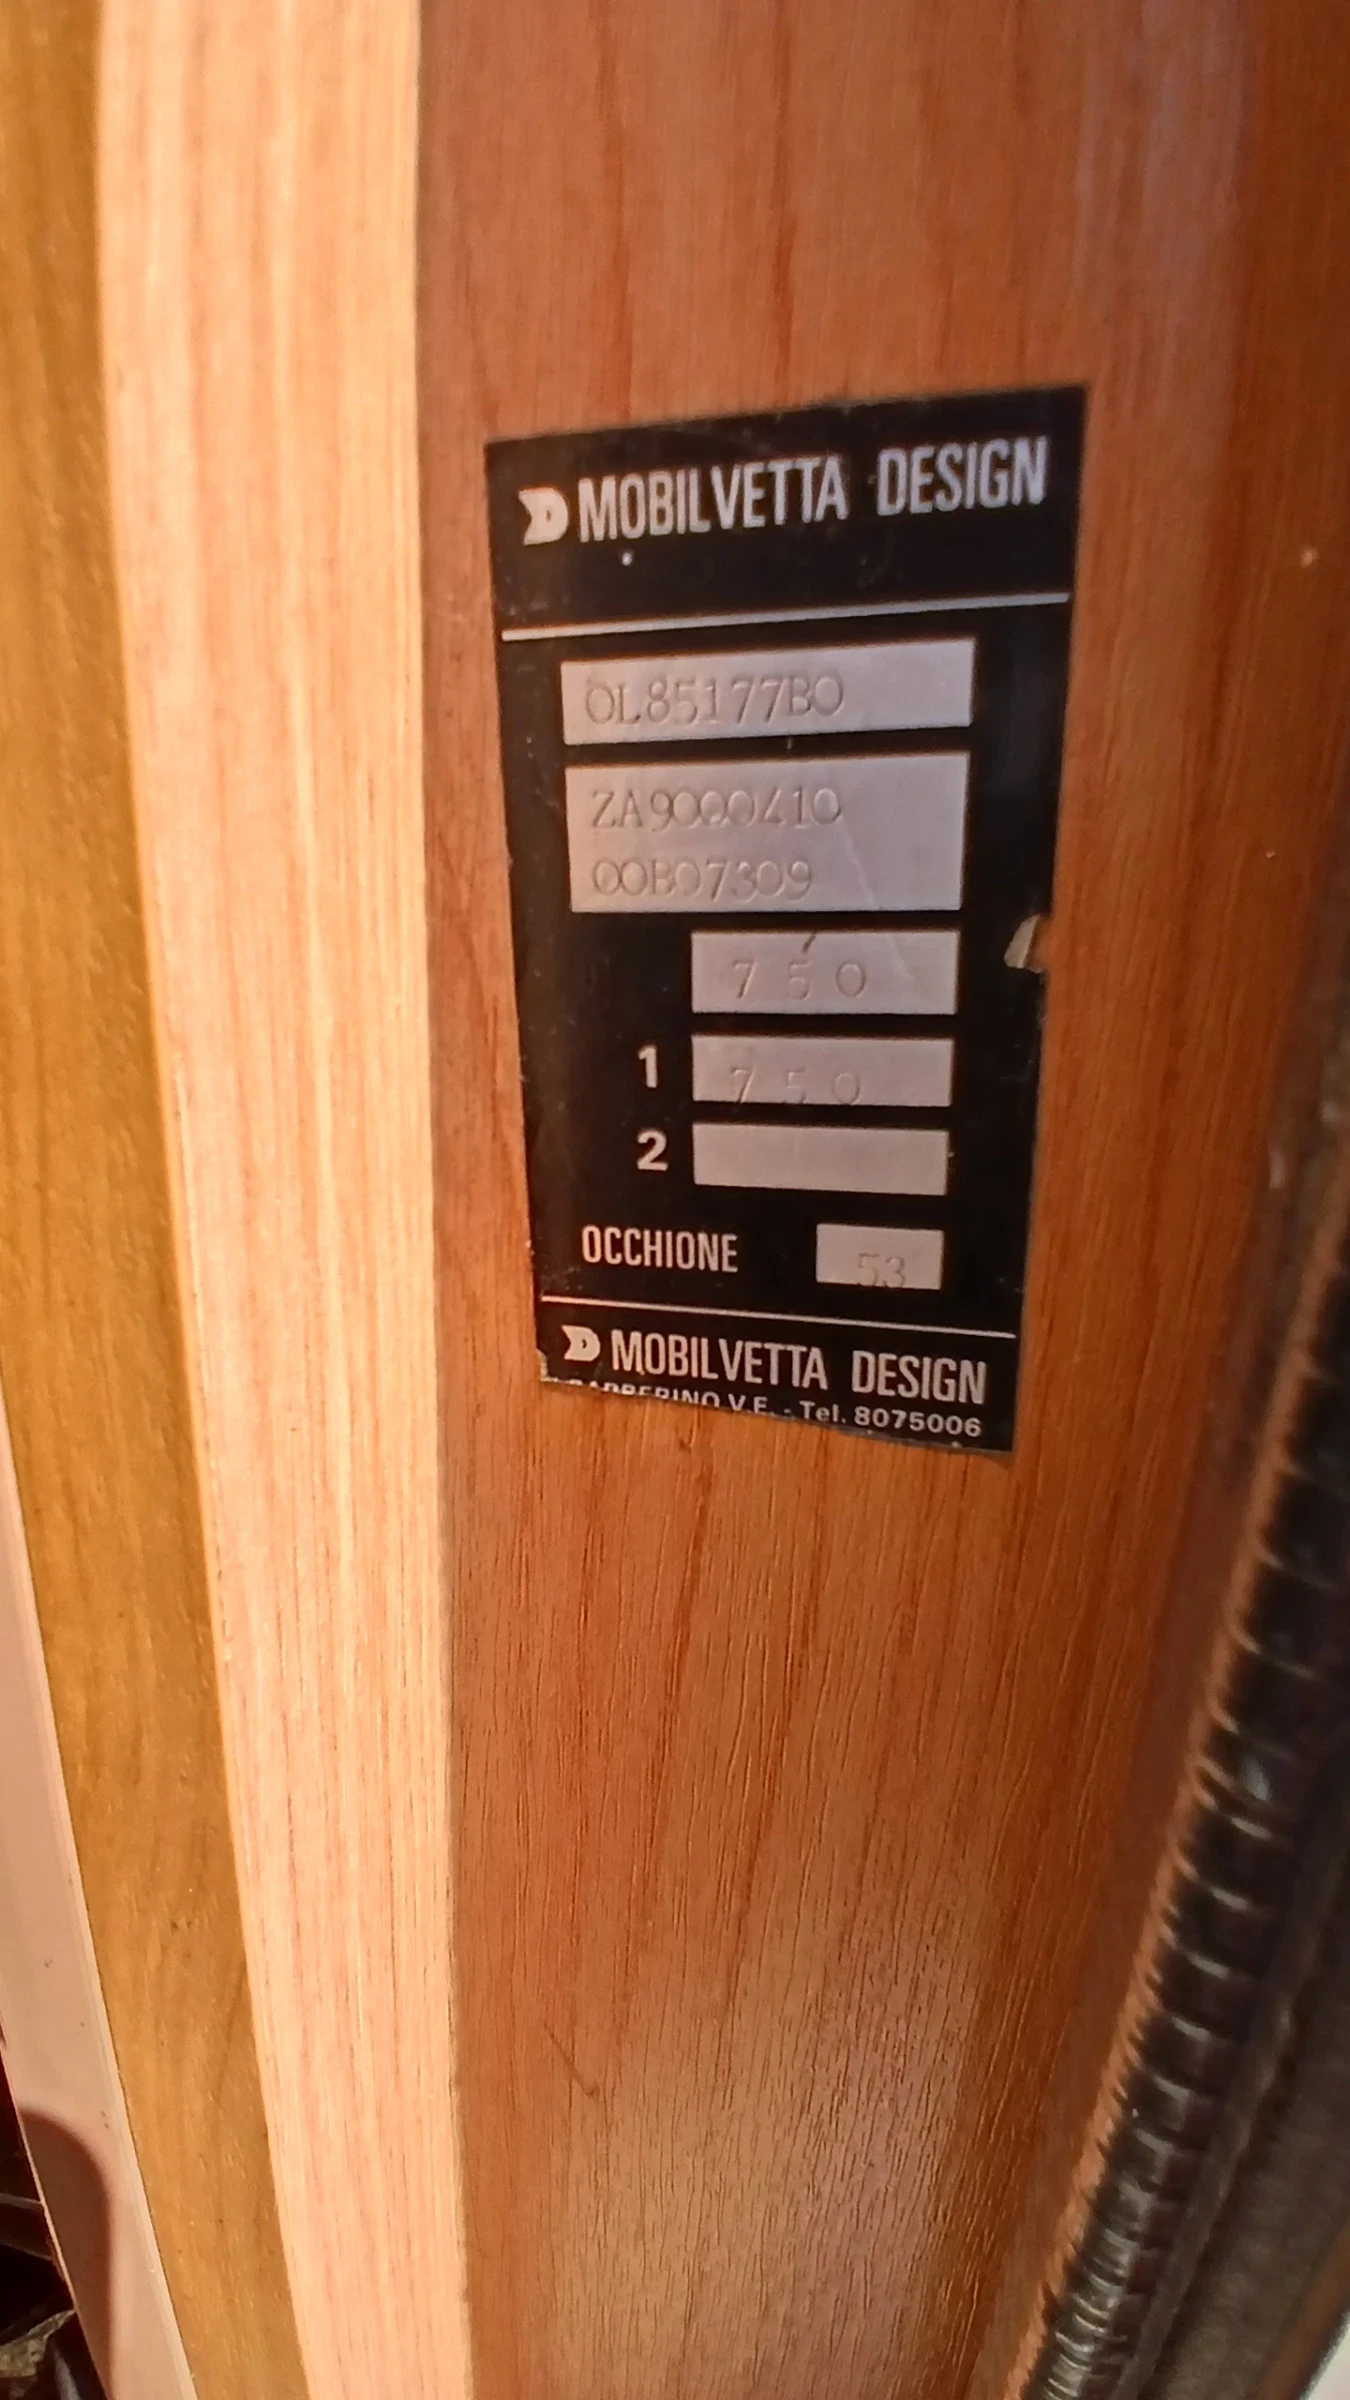 MOBILVETTA DESIGN
OL85177BO
ZA9000410
00B07309
750
1 750
2
OCCHIONE 53
MOBILVETTA DESIGN
V.E. - Tel. 8075006